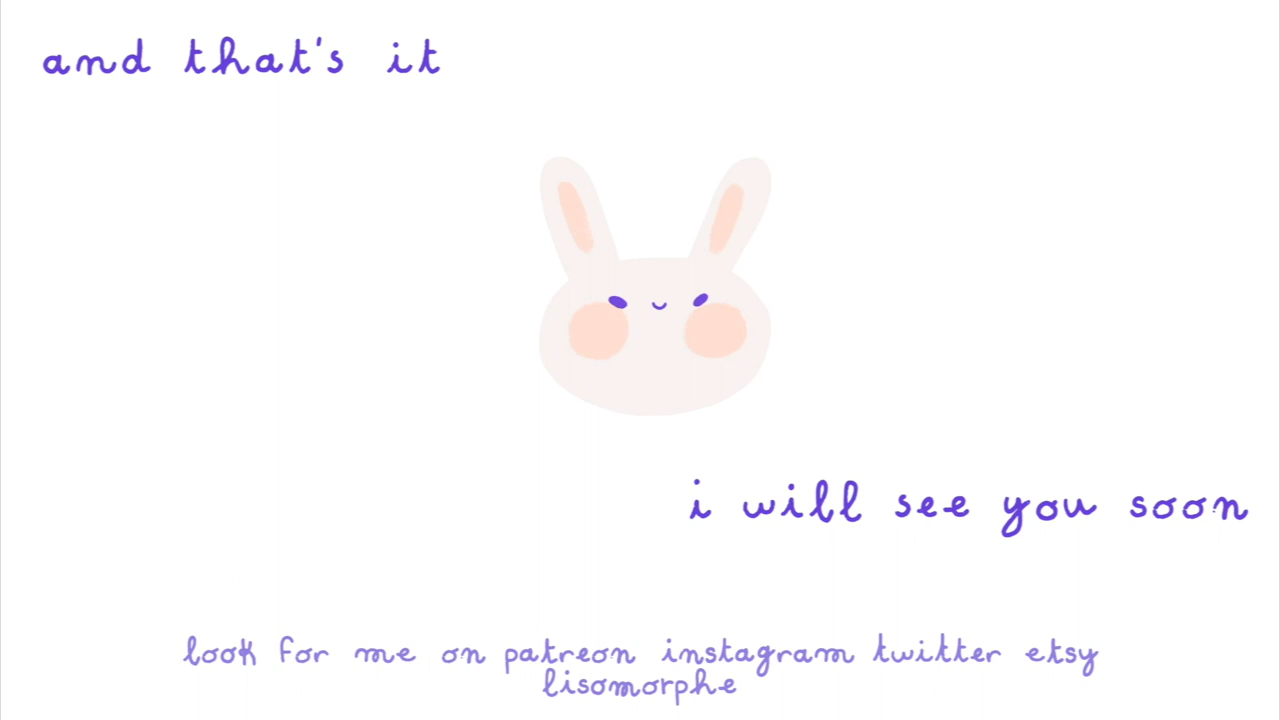 and that's it
i will see you soon
look for me on patreon instagram twitter etsy
lisomorphe